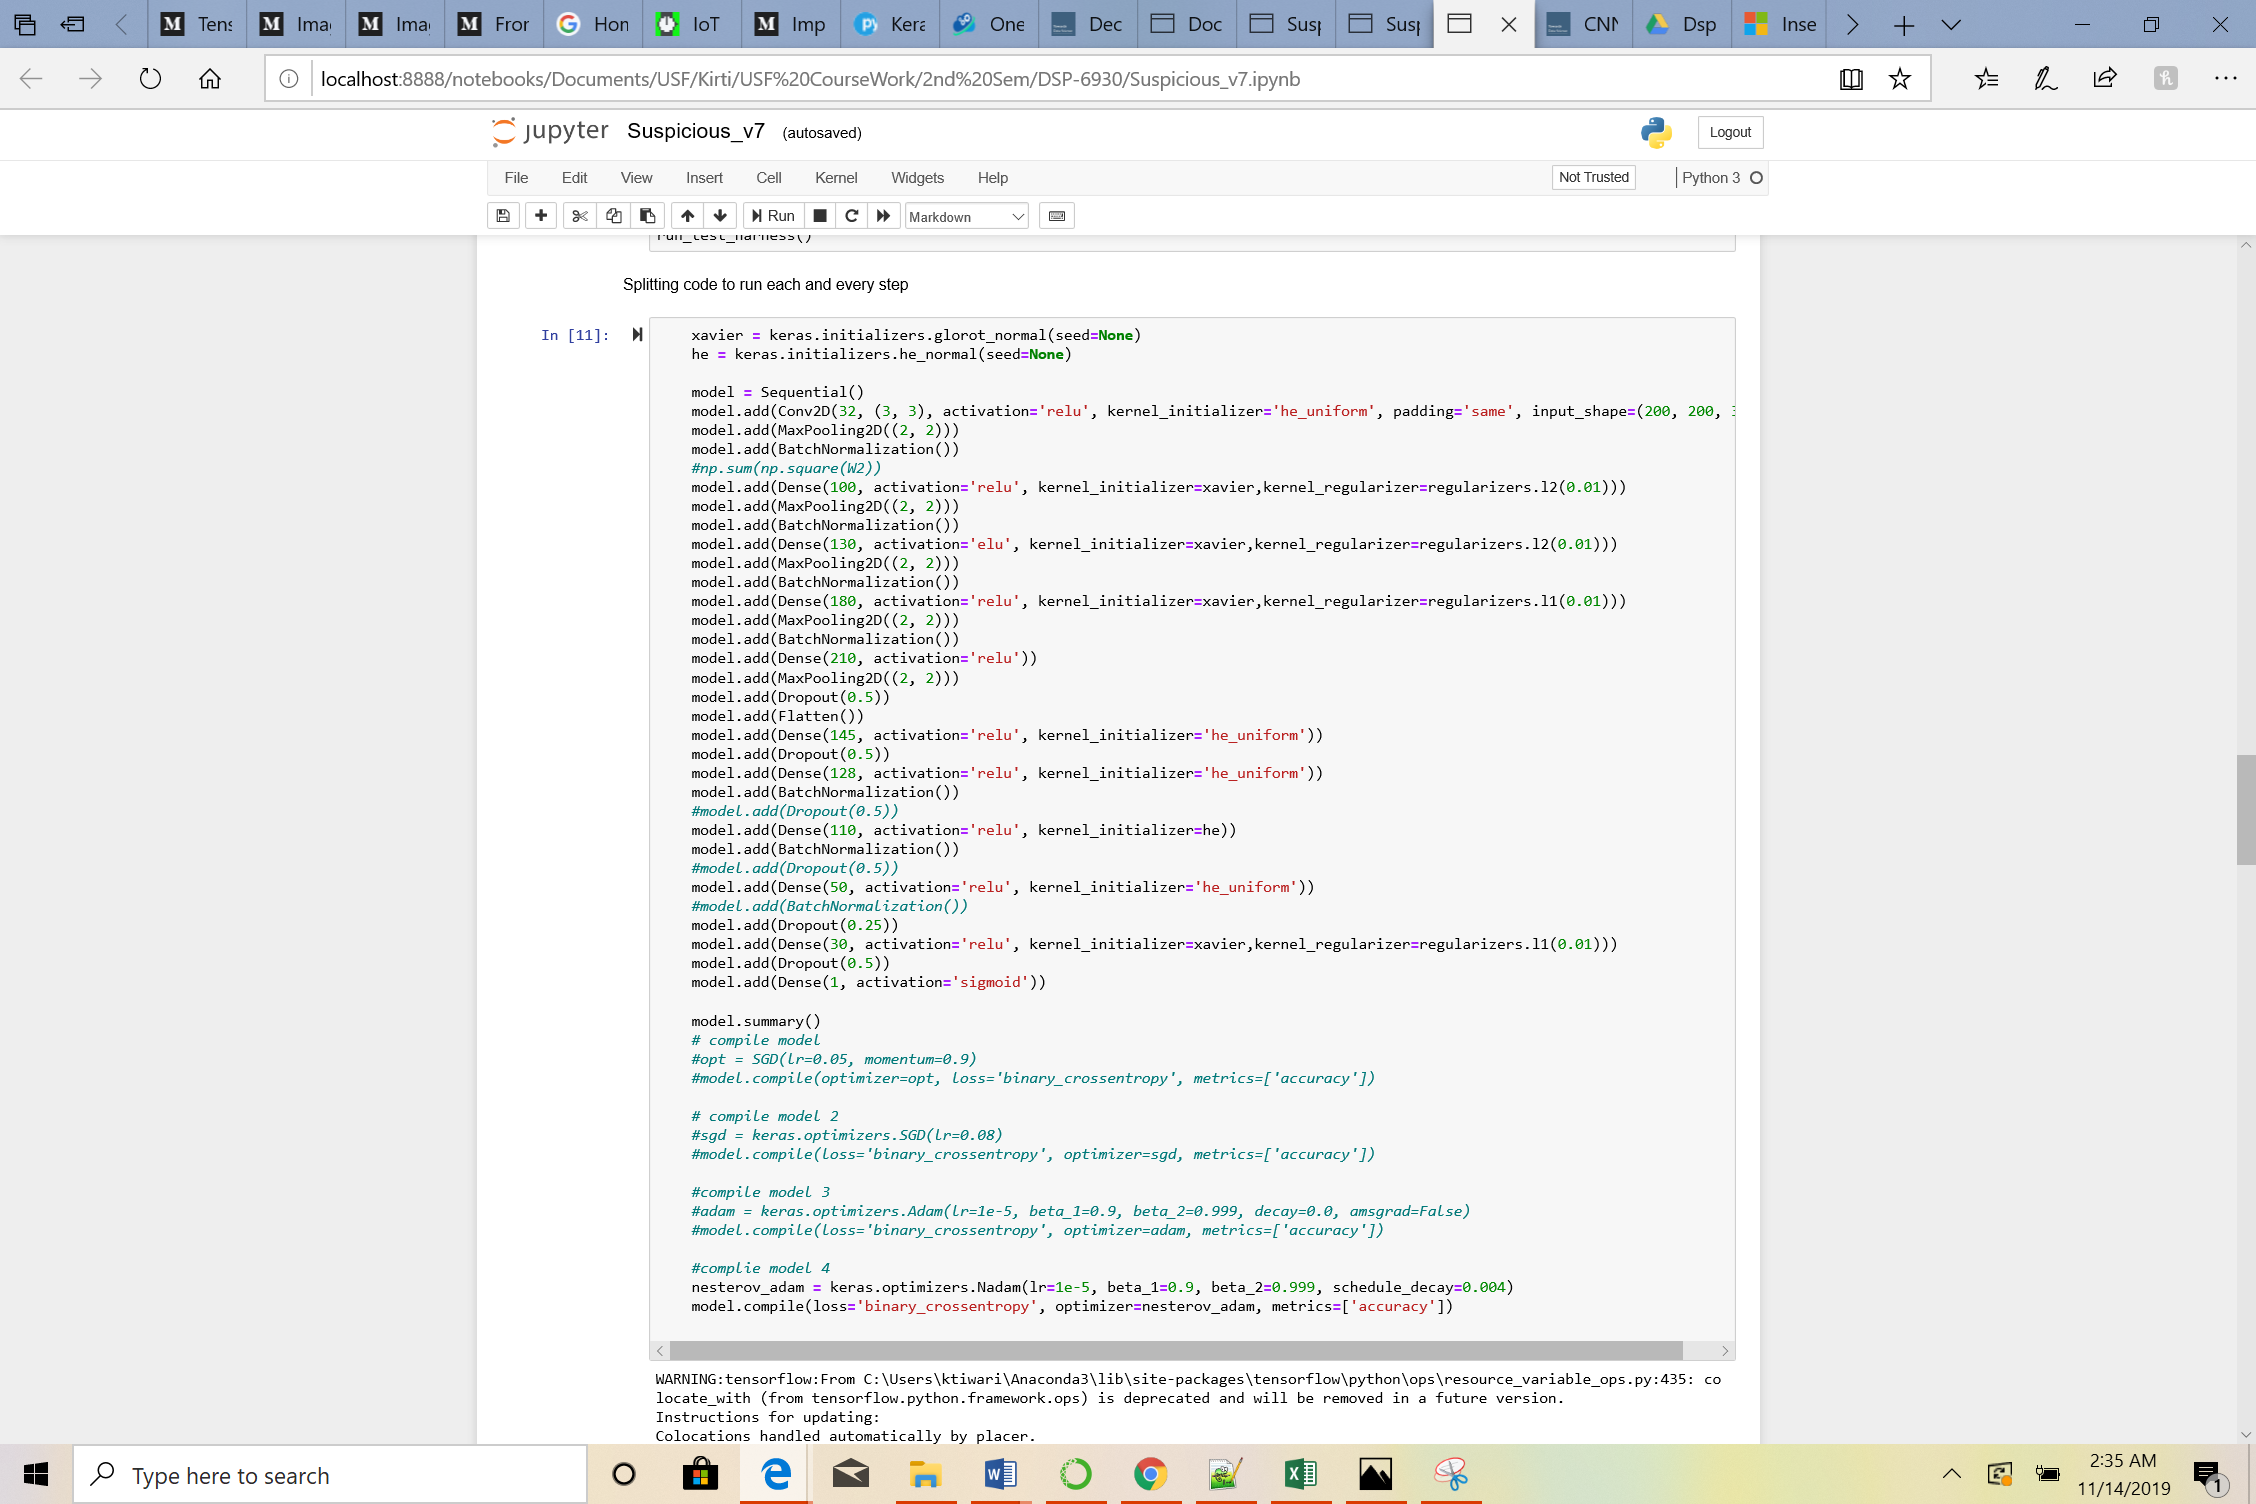 Tens
Ima
Ima
Fror
Hon
IoT
Imp
Kera
One
Dec
Doc
Susp
Susp
CNN
Dsp
Inse
localhost:8888/notebooks/Documents/USF/Kirti/USF%20CourseWork/2nd%20Sem/DSP-6930/Suspicious_v7.ipynb
jupyter Suspicious_v7 (autosaved)
Logout
File Edit View Insert Cell Kernel Widgets Help
Not Trusted
Python 3
Run
Markdown
run_test_harness()
Splitting code to run each and every step
In [11]:
xavier = keras.initializers.glorot_normal(seed=None)
he = keras.initializers.he_normal(seed=None)
model = Sequential()
model.add(Conv2D(32, (3, 3), activation='relu', kernel_initializer='he_uniform', padding='same', input_shape=(200, 200, 3
model.add(MaxPooling2D((2, 2)))
model.add(BatchNormalization())
#np.sum(np.square(W2))
model.add(Dense(100, activation='relu', kernel_initializer=xavier,kernel_regularizer=regularizers.l2(0.01)))
model.add(MaxPooling2D((2, 2)))
model.add(BatchNormalization())
model.add(Dense(130, activation='elu', kernel_initializer=xavier,kernel_regularizer=regularizers.l2(0.01)))
model.add(MaxPooling2D((2, 2)))
model.add(BatchNormalization())
model.add(Dense(180, activation='relu', kernel_initializer=xavier,kernel_regularizer=regularizers.l1(0.01)))
model.add(MaxPooling2D((2, 2)))
model.add(BatchNormalization())
model.add(Dense(210, activation='relu'))
model.add(MaxPooling2D((2, 2)))
model.add(Dropout(0.5))
model.add(Flatten())
model.add(Dense(145, activation='relu', kernel_initializer='he_uniform'))
model.add(Dropout(0.5))
model.add(Dense(128, activation='relu', kernel_initializer='he_uniform'))
model.add(BatchNormalization())
#model.add(Dropout(0.5))
model.add(Dense(110, activation='relu', kernel_initializer=he))
model.add(BatchNormalization())
#model.add(Dropout(0.5))
model.add(Dense(50, activation='relu', kernel_initializer='he_uniform'))
#model.add(BatchNormalization())
model.add(Dropout(0.25))
model.add(Dense(30, activation='relu', kernel_initializer=xavier,kernel_regularizer=regularizers.l1(0.01)))
model.add(Dropout(0.5))
model.add(Dense(1, activation='sigmoid'))
model.summary()
# compile model
#opt = SGD(lr=0.05, momentum=0.9)
#model.compile(optimizer=opt, loss='binary_crossentropy', metrics=['accuracy'])
# compile model 2
#sgd = keras.optimizers.SGD(lr=0.08)
#model.compile(loss='binary_crossentropy', optimizer=sgd, metrics=['accuracy'])
#compile model 3
#adam = keras.optimizers.Adam(lr=1e-5, beta_1=0.9, beta_2=0.999, decay=0.0, amsgrad=False)
#model.compile(loss='binary_crossentropy', optimizer=adam, metrics=['accuracy'])
#complie model 4
nesterov_adam = keras.optimizers.Nadam(lr=1e-5, beta_1=0.9, beta_2=0.999, schedule_decay=0.004)
model.compile(loss='binary_crossentropy', optimizer=nesterov_adam, metrics=['accuracy'])
WARNING:tensorflow:From C:\Users\ktiwari\Anaconda3\lib\site-packages\tensorflow\python\ops\resource_variable_ops.py:435: co
locate_with (from tensorflow.python.framework.ops) is deprecated and will be removed in a future version.
Instructions for updating:
Colocations handled automatically by placer.
Type here to search
2:35 AM
11/14/2019
1